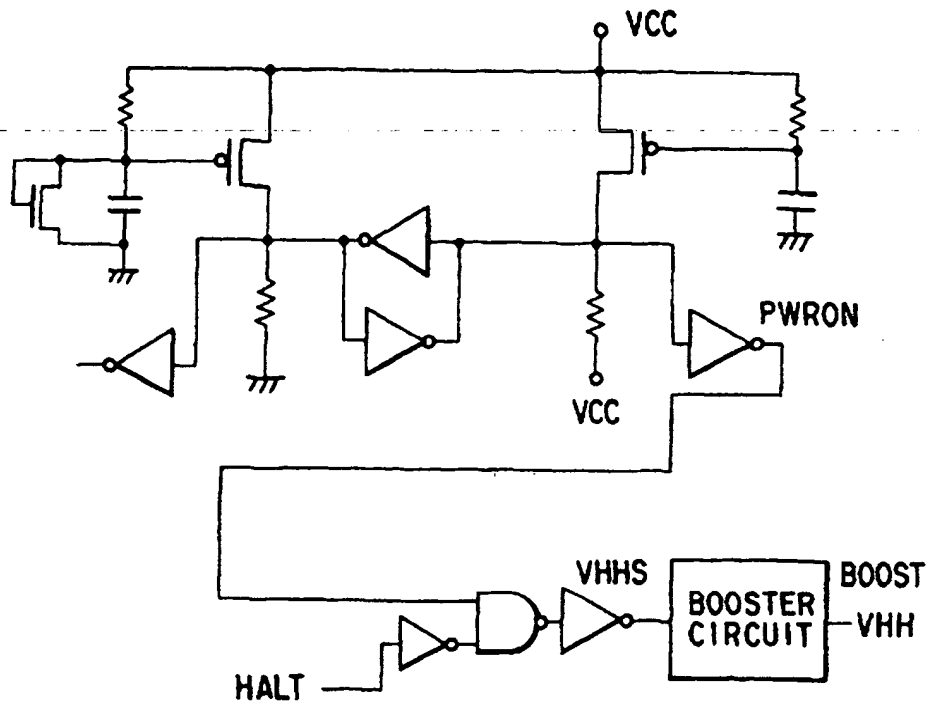 VCC
PWRON
VCC
VHHS
BOOST
BOOSTER
CIRCUIT
VHH
HALT